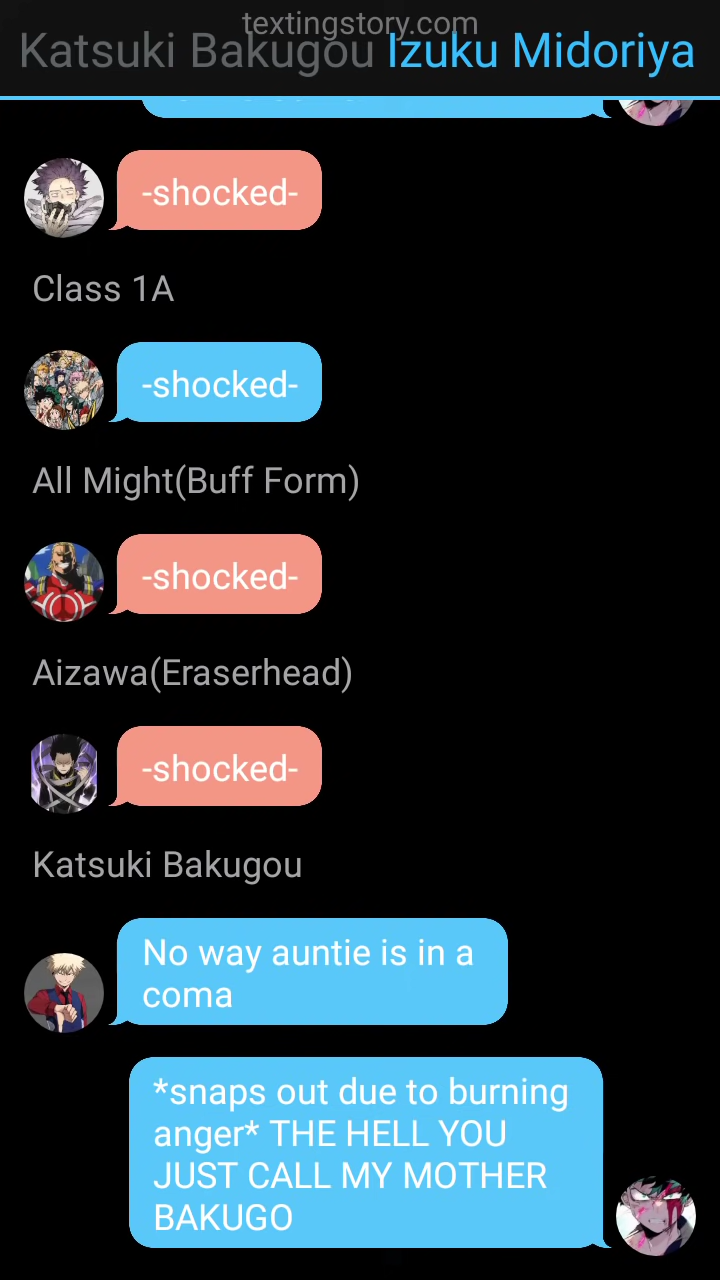 textingstory.com
Katsuki Bakugou Izuku Midoriya
-shocked-
Class 1A
-shocked-
All Might(Buff Form)
-shocked-
Aizawa(Eraserhead)
-shocked-
Katsuki Bakugou
No way auntie is in a
coma
*snaps out due to burning
anger* THE HELL YOU
JUST CALL MY MOTHER
BAKUGO